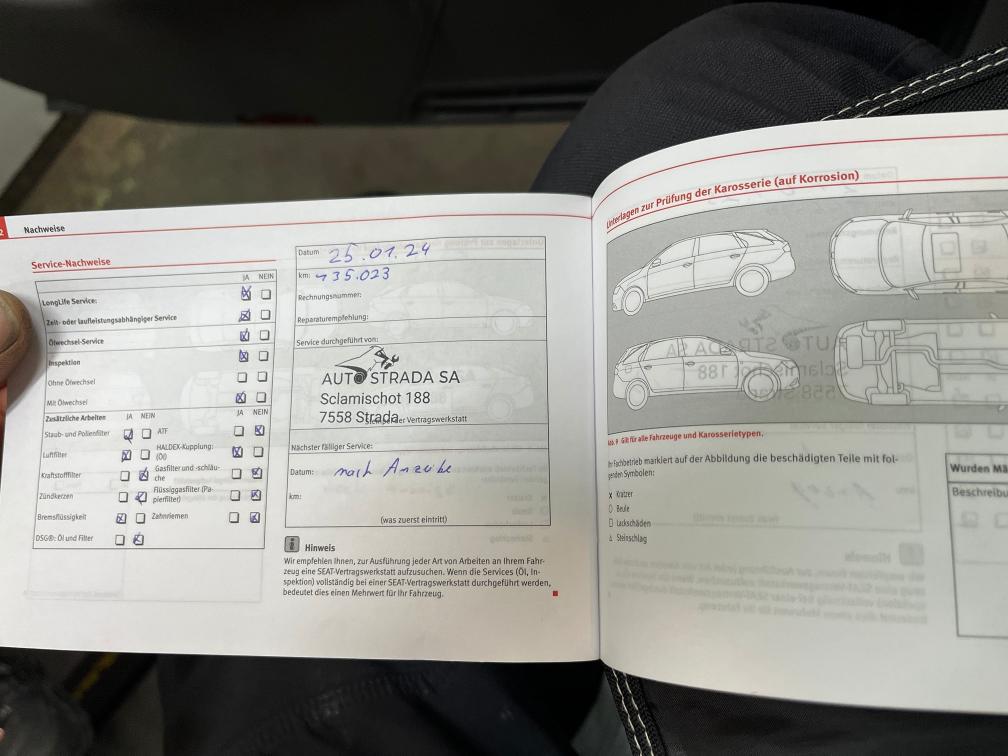 2
Nachweise
Service-Nachweise
JA NEIN
LongLife Service:
Zeit- oder laufleistungsabhängiger Service
Ölwechsel-Service
Inspektion
Ohne Ölwechsel
Mit Ölwechsel
Zusätzliche Arbeiten JA NEIN JA NEIN
Staub- und Pollenfilter ATF
Luftfilter HALDEX-Kupplung: (Öl)
Kraftstofffilter Gasfilter und -schläuche
Zündkerzen Flüssiggasfilter (Papierfilter)
Bremsflüssigkeit Zahnriemen
DSG®: Öl und Filter
Datum 25.01.24
km: 135.023
Rechnungsnummer:
Reparaturempfehlung:
Service durchgeführt von:
AUTO STRADA SA
Sclamischot 188
7558 Strada
der Vertragswerkstatt
Nächster fälliger Service:
Datum: nach Anzeige
km:
(was zuerst eintritt)
Hinweis
Wir empfehlen Ihnen, zur Ausführung jeder Art von Arbeiten an Ihrem Fahr-
zeug eine SEAT-Vertragswerkstatt aufzusuchen. Wenn die Services (Öl, In-
spektion) vollständig bei einer SEAT-Vertragswerkstatt durchgeführt werden,
bedeutet dies einen Mehrwert für Ihr Fahrzeug.
Unterlagen zur Prüfung der Karosserie (auf Korrosion)
Abb. 9 Gilt für alle Fahrzeuge und Karosserietypen.
Ihr Fachbetrieb markiert auf der Abbildung die beschädigten Teile mit fol-
genden Symbolen:
x Kratzer
O Beule
Lackschäden
Steinschlag
Wurden